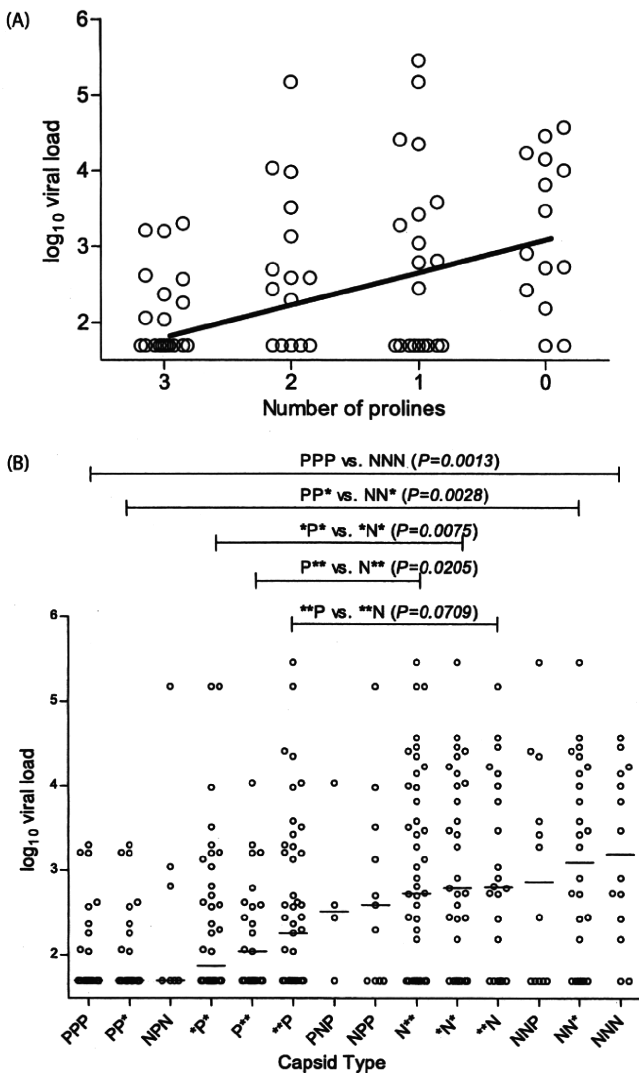 (A)
6
5
4
3
2
log10 viral load
3 2 1 0
Number of prolines
(B)
PPP vs. NNN (P=0.0013)
PP* vs. NN* (P=0.0028)
*P* vs. *N* (P=0.0075)
P** vs. N** (P=0.0205)
**P vs. **N (P=0.0709)
6
5
4
3
2
log10 viral load
PPP PP* NPN *P* P** **P PNP NPP N** *N* **N NNP NN* NNN
Capsid Type